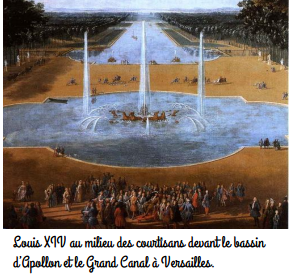 Louis XIV au milieu des courtisans devant le bassin
d'Apollon et le Grand Canal à Versailles.